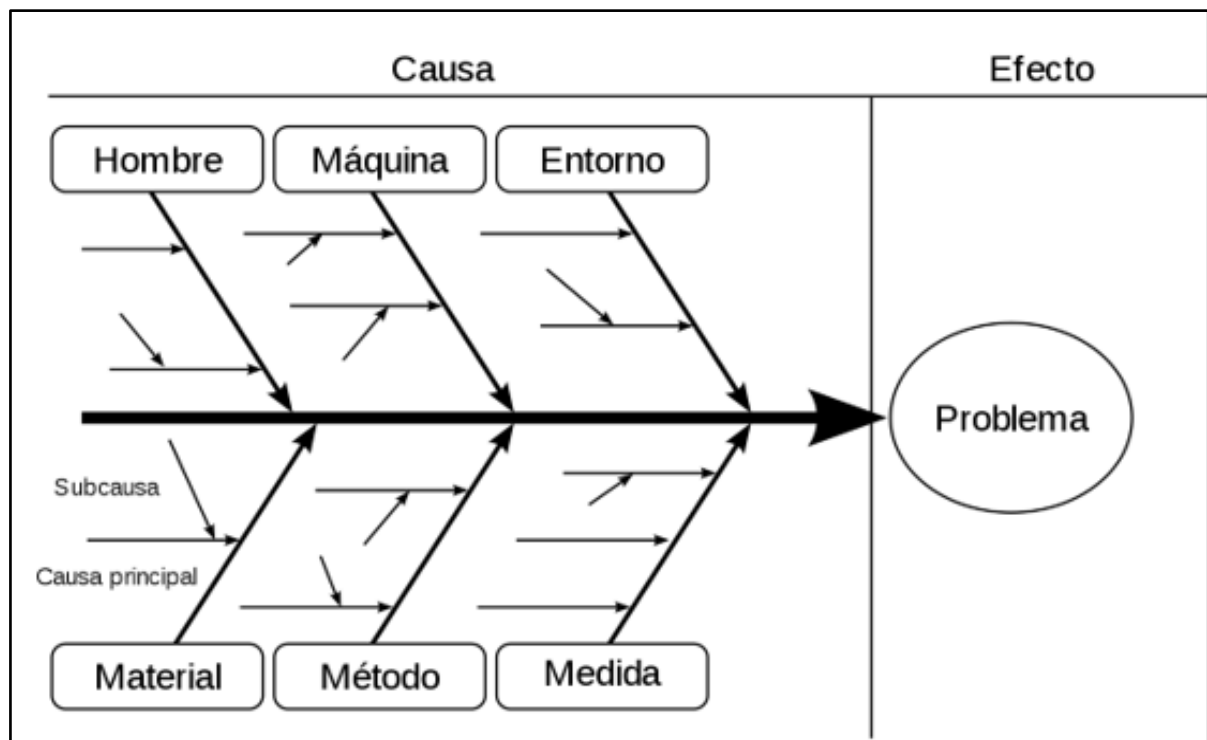 Causa
Efecto
Hombre
Máquina
Entorno
Problema
Subcausa
Causa principal
Material
Método
Medida